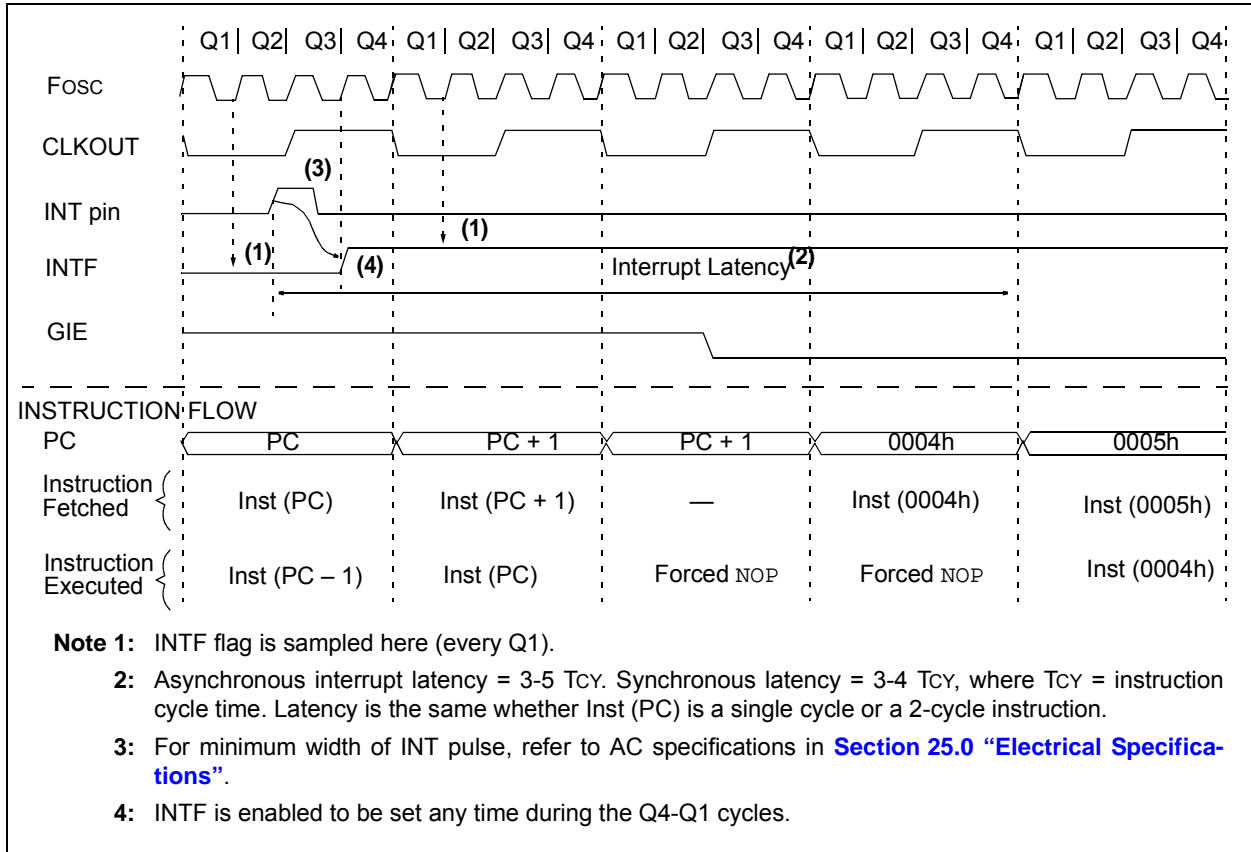 Q1 Q2 Q3 Q4 Q1 Q2 Q3 Q4 Q1 Q2 Q3 Q4 Q1 Q2 Q3 Q4 Q1 Q2 Q3 Q4
FOSC
CLKOUT
(3)
INT pin
(1)
(1)
INTF
(4)
Interrupt Latency(2)
GIE
INSTRUCTION FLOW
PC PC PC + 1 PC + 1 0004h 0005h
Instruction
Fetched
Inst (PC) Inst (PC + 1) — Inst (0004h) Inst (0005h)
Instruction
Executed
Inst (PC – 1) Inst (PC) Forced NOP Forced NOP Inst (0004h)
Note 1: INTF flag is sampled here (every Q1).
2: Asynchronous interrupt latency = 3-5 TCY. Synchronous latency = 3-4 TCY, where TCY = instruction
cycle time. Latency is the same whether Inst (PC) is a single cycle or a 2-cycle instruction.
3: For minimum width of INT pulse, refer to AC specifications in Section 25.0 “Electrical Specifica-
tions”.
4: INTF is enabled to be set any time during the Q4-Q1 cycles.